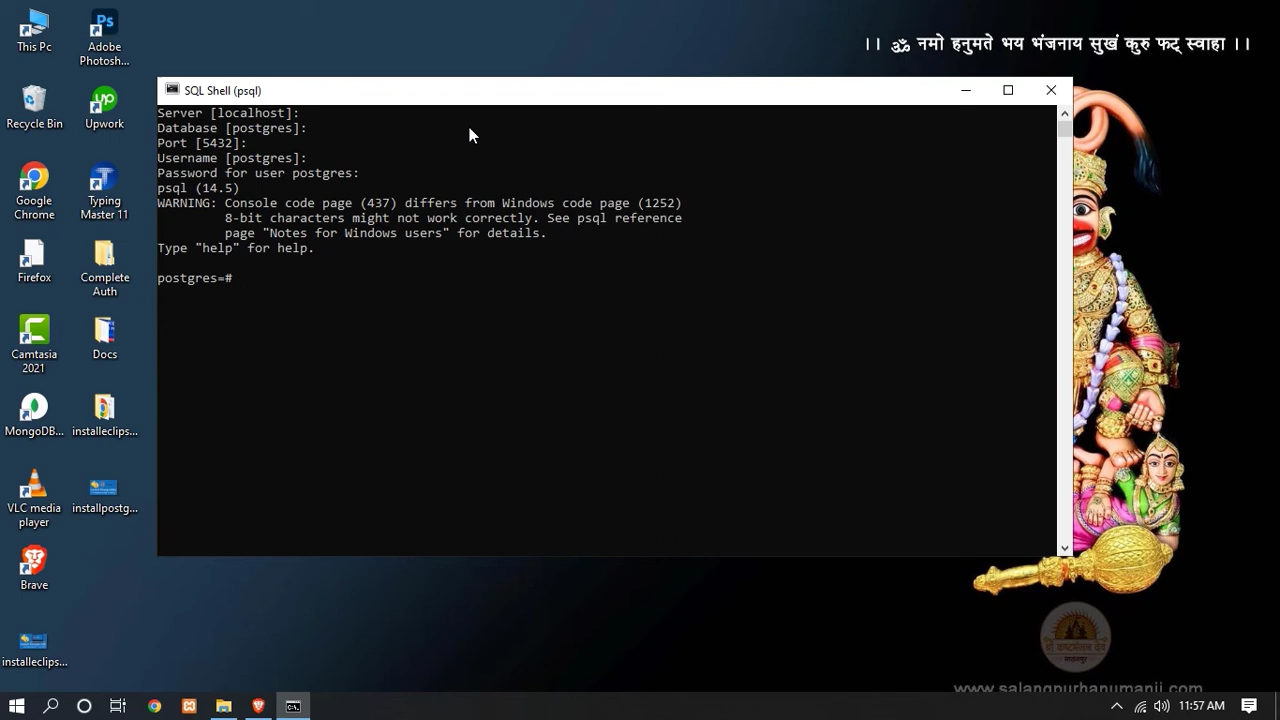 This Pc
Adobe
Photosh...
Recycle Bin
Upwork
Google
Chrome
Typing
Master 11
Firefox
Complete
Auth
Camtasia
2021
Docs
MongoDB...
installeclips...
VLC media
player
installpostg...
Brave
installeclips...
।। ॐ नमो हनुमते भय भंजनाय सुखं कुरु फट् स्वाहा ।।
SQL Shell (psql)
Server [localhost]:
Database [postgres]:
Port [5432]:
Username [postgres]:
Password for user postgres:
psql (14.5)
WARNING: Console code page (437) differs from Windows code page (1252)
8-bit characters might not work correctly. See psql reference
page "Notes for Windows users" for details.
Type "help" for help.
postgres=#
www.salangpurhanumanji.com
11:57 AM